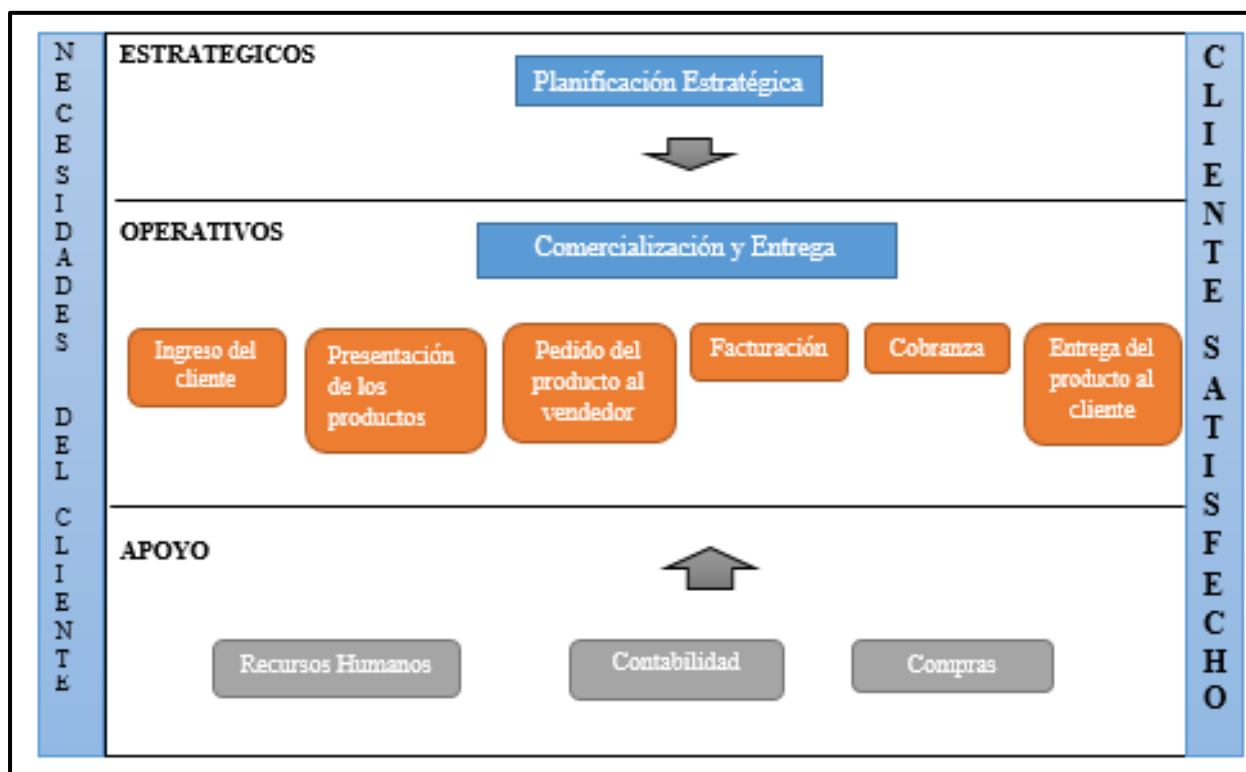 NECESIDADES DEL CLIENTE
ESTRATEGICOS
Planificación Estratégica
OPERATIVOS
Comercialización y Entrega
Ingreso del
cliente
Presentación
de los
productos
Pedido del
producto al
vendedor
Facturación
Cobranza
Entrega del
producto al
cliente
APOYO
Recursos Humanos
Contabilidad
Compras
CLIENTE SATISFECHO